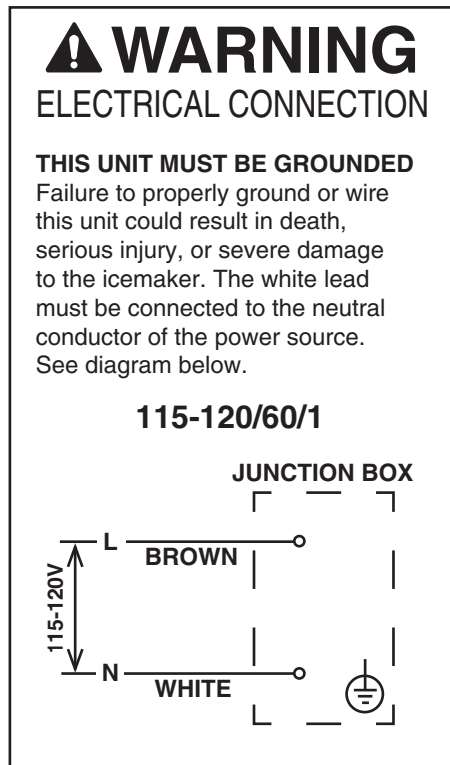 WARNING
ELECTRICAL CONNECTION
THIS UNIT MUST BE GROUNDED
Failure to properly ground or wire
this unit could result in death,
serious injury, or severe damage
to the icemaker. The white lead
must be connected to the neutral
conductor of the power source.
See diagram below.
115-120/60/1
JUNCTION BOX
L
BROWN
115-120V
N
WHITE